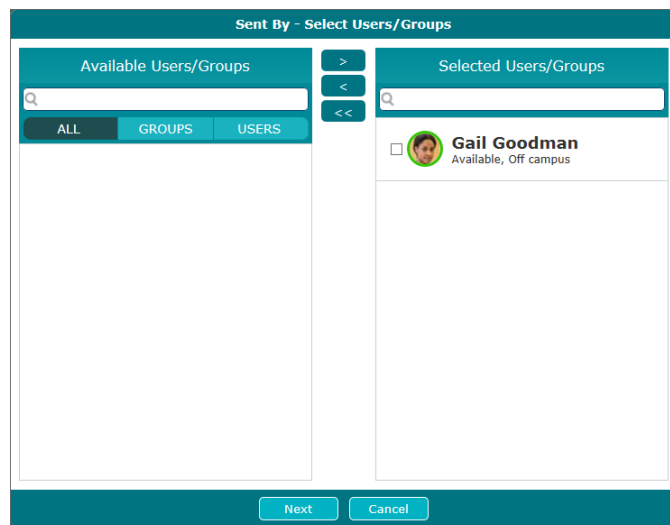 Sent By - Select Users/Groups
Available Users/Groups
ALL GROUPS USERS
>
<
<<
Selected Users/Groups
Gail Goodman
Available, Off campus
Next Cancel